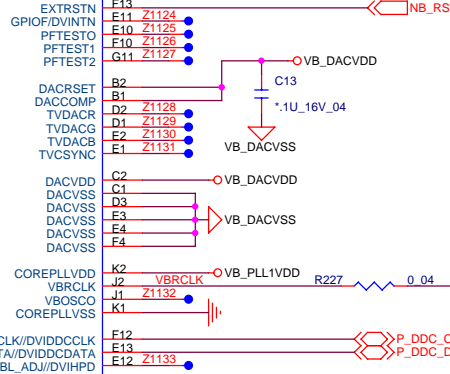 EXTRSTN F13 NB_RS
GPIOF/DVINTN E11 Z1124
PFTESTO E10 Z1125
PFTEST1 F10 Z1126
PFTEST2 G11 Z1127
VB_DACVDD
DACRSET B2 C13
DACCOMP B1
TVDACR D2 Z1128 *.1U_16V_04
TVDACG D1 Z1129
TVDACB E2 Z1130
TVCSYNC E1 Z1131 VB_DACVSS
DACVDD C2 VB_DACVDD
DACVSS C1
DACVSS D3
DACVSS E3 VB_DACVSS
DACVSS E4
DACVSS F4
COREPLLVDD K2 VB_PLL1VDD
VBRCLK J2 VBRCLK R227 0_04
VBOSCO J1 Z1132
COREPLLVSS K1
CLK//DVIDDCCLK F12 P_DDC_C
TA//DVIDDCDATA E13 P_DDC_D
BL_ADJ//DVIHPD E12 Z1133